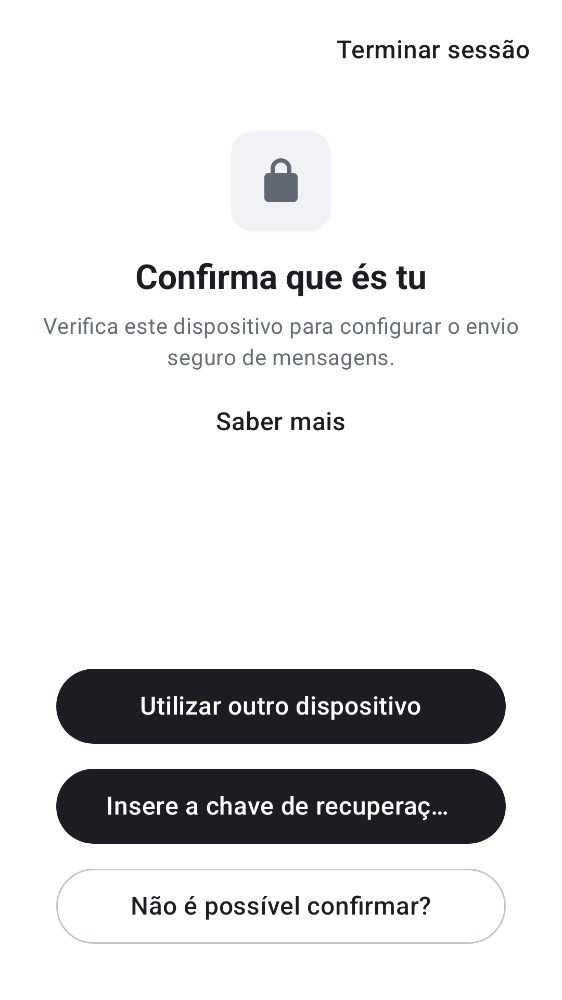 Terminar sessão
Confirma que és tu
Verifica este dispositivo para configurar o envio
seguro de mensagens.
Saber mais
Utilizar outro dispositivo
Insere a chave de recuperaç…
Não é possível confirmar?